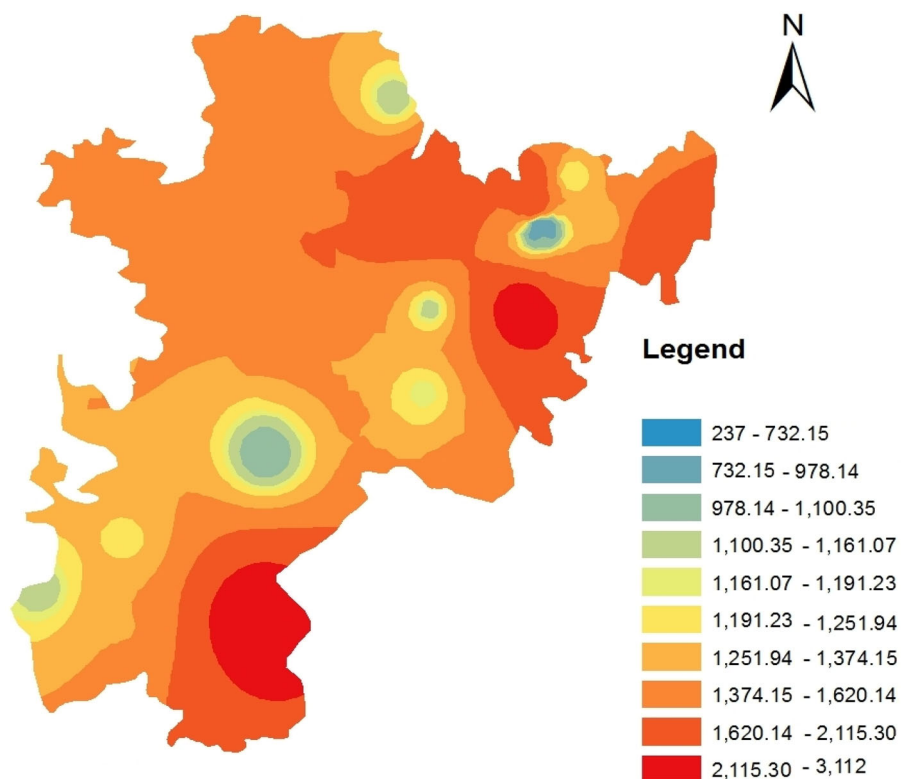 N
Legend
237 - 732.15
732.15 - 978.14
978.14 - 1,100.35
1,100.35 - 1,161.07
1,161.07 - 1,191.23
1,191.23 - 1,251.94
1,251.94 - 1,374.15
1,374.15 - 1,620.14
1,620.14 - 2,115.30
2,115.30 - 3,112